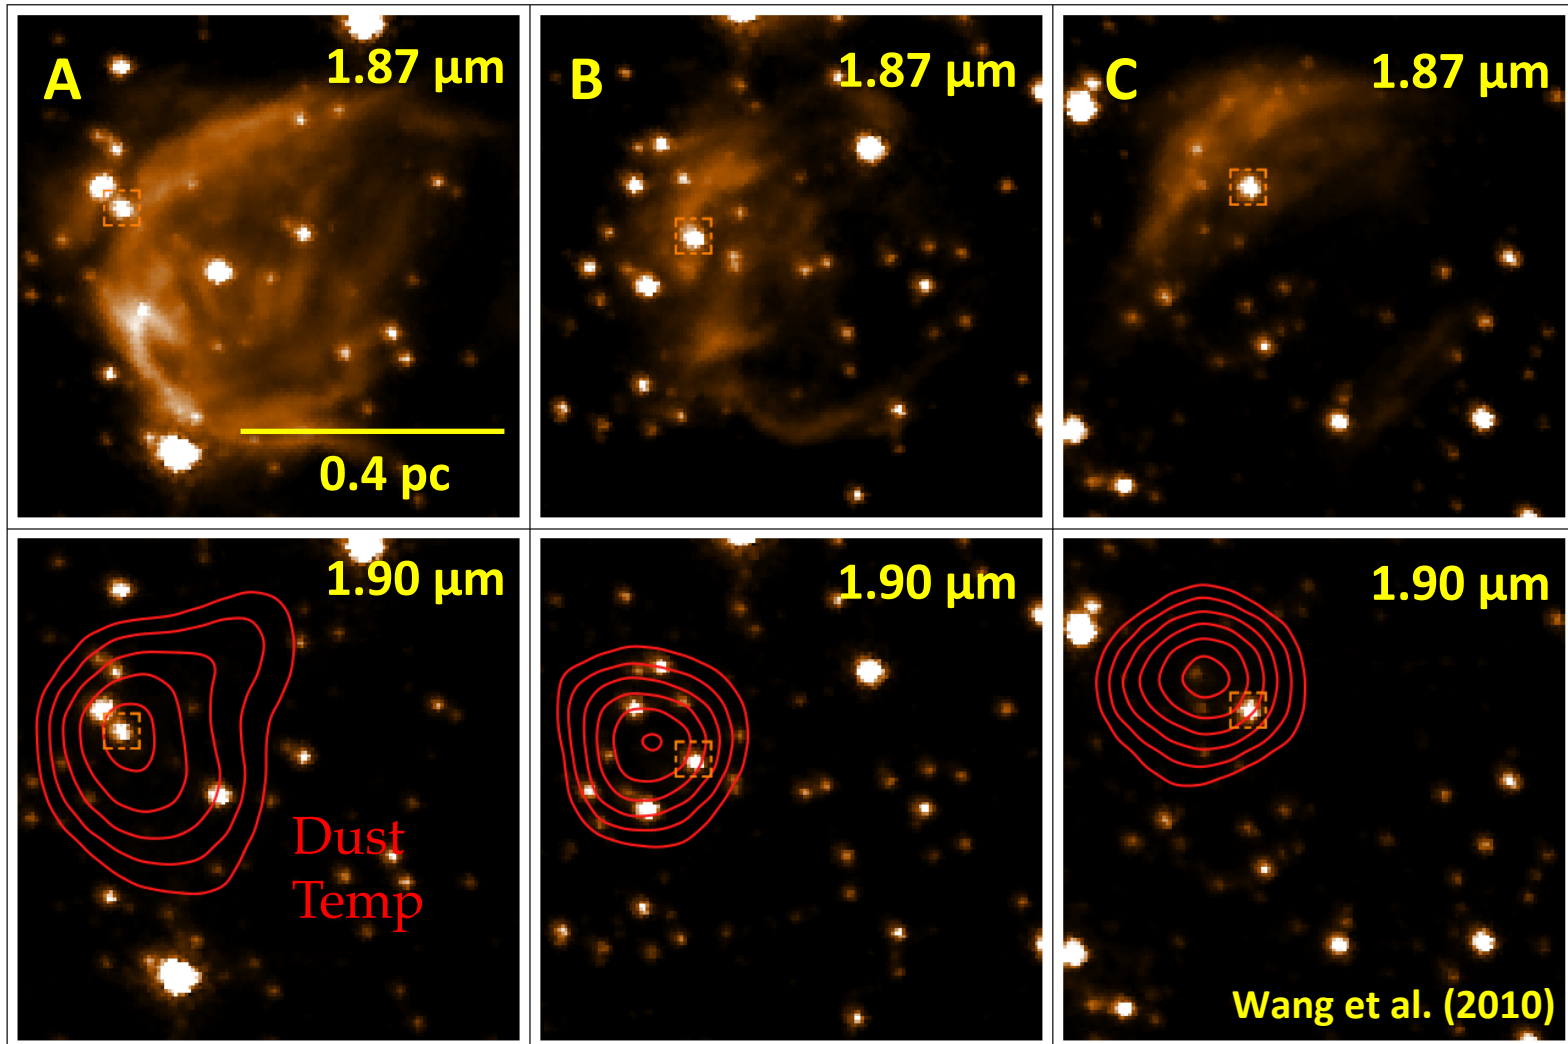 A
1.87 μm
B
1.87 μm
C
1.87 μm
0.4 pc
1.90 μm
1.90 μm
1.90 μm
Dust
Temp
Wang et al. (2010)